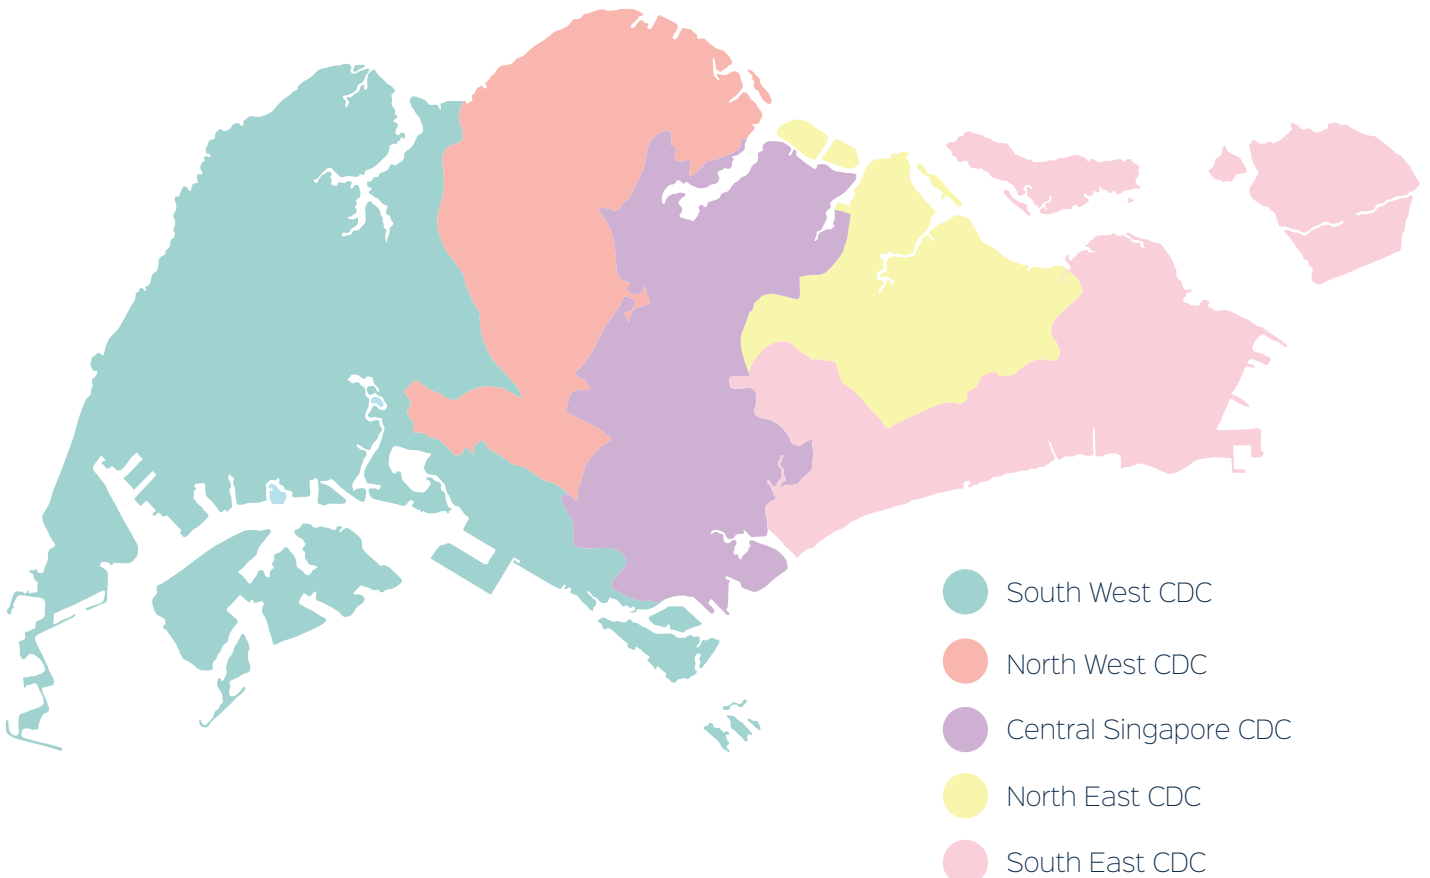 South West CDC
North West CDC
Central Singapore CDC
North East CDC
South East CDC